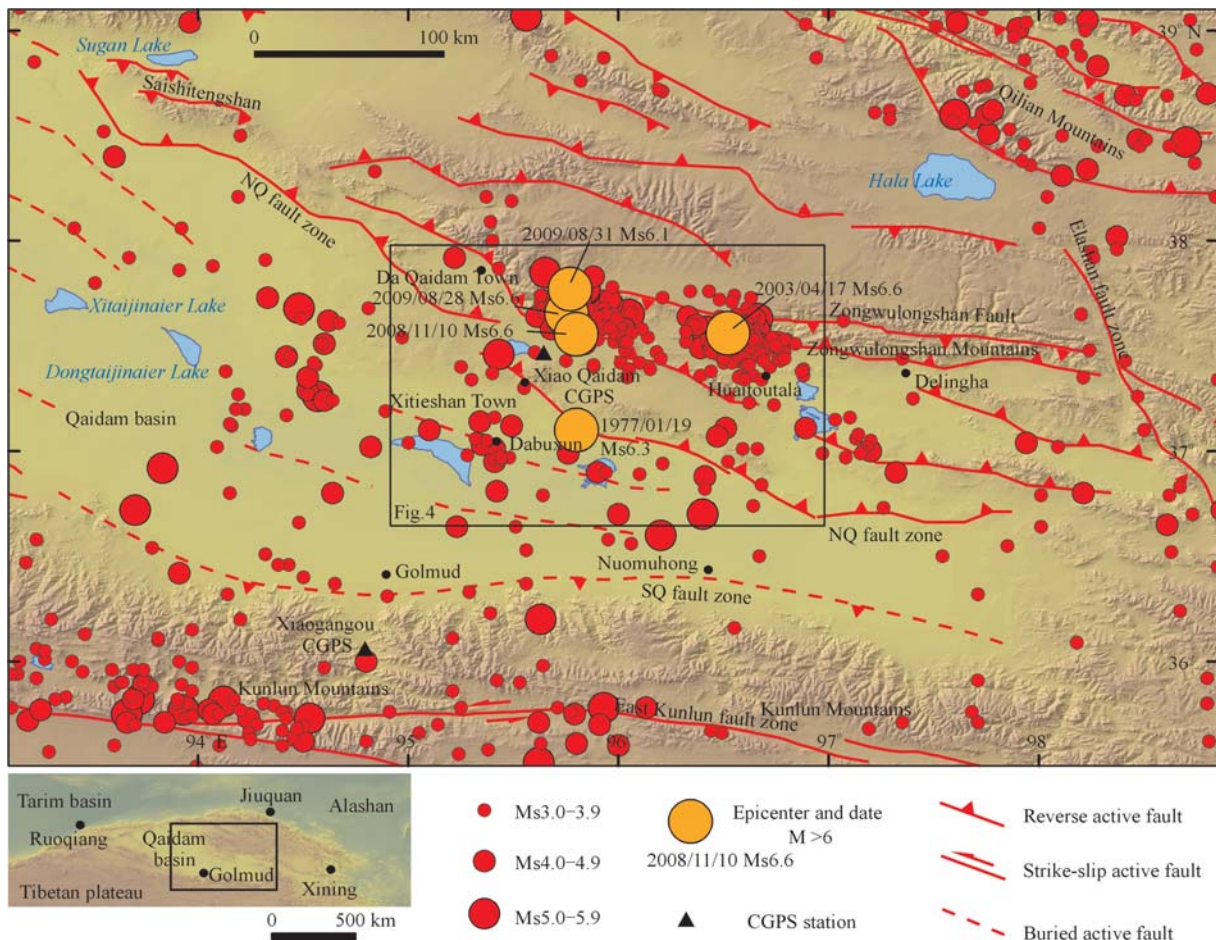 Sugan Lake
0
100 km
39° N
Saishitengshan
Qilian Mountains
Hala Lake
NQ fault zone
2009/08/31 Ms6.1
38°
Da Qaidam Town
Elashan fault zone
2009/08/28 Ms6.6
2003/04/17 Ms6.6
Xitaijinaier Lake
Zongwulongshan Fault
2008/11/10 Ms6.6
Zongwulongshan Mountains
Dongtaijinaier Lake
Xiao Qaidam
CGPS
Huaitoutala
Delingha
Qaidam basin
Xitieshan Town
1977/01/19
Ms6.3
Dabuxun
37°
Fig.4
NQ fault zone
Golmud
Nuomuhong
SQ fault zone
Xiaogangou
CGPS
36°
Kunlun Mountains
East Kunlun fault zone
Kunlun Mountains
94° E
95°
96°
97°
98°
Tarim basin
Jiuquan
Alashan
Ruoqiang
Qaidam
basin
Golmud
Tibetan plateau
Xining
0
500 km
Ms3.0−3.9
Ms4.0−4.9
Ms5.0−5.9
Epicenter and date
M >6
2008/11/10 Ms6.6
CGPS station
Reverse active fault
Strike-slip active fault
Buried active fault